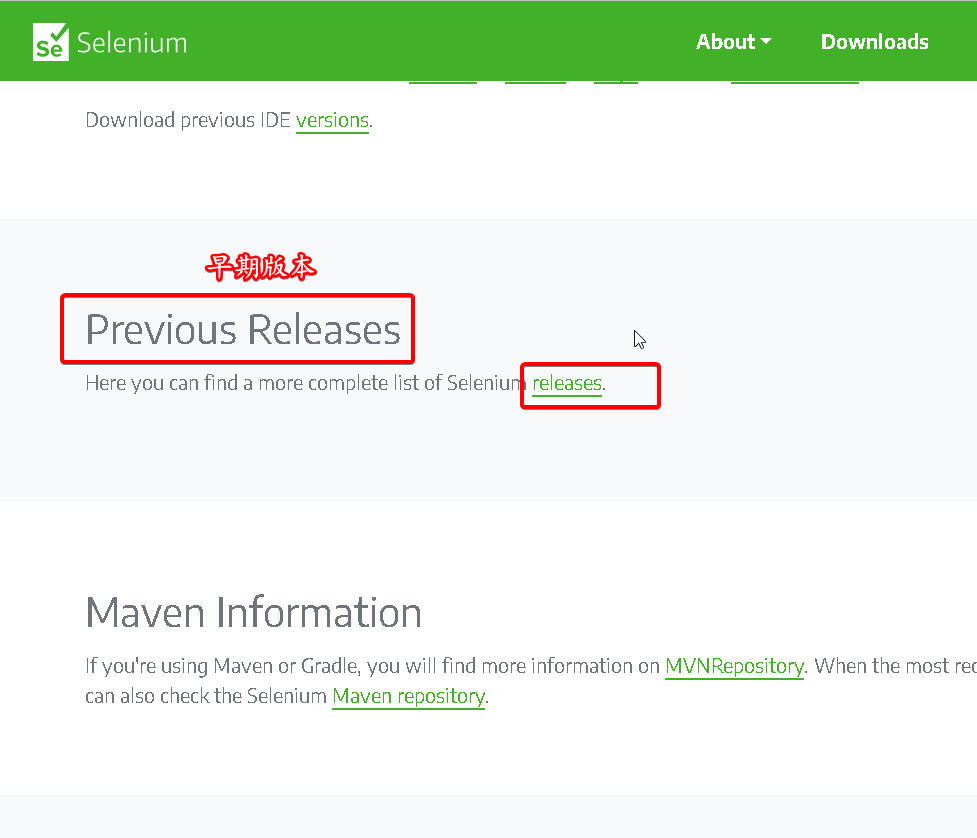 Se Selenium About Downloads
Download previous IDE versions.
早期版本
Previous Releases
Here you can find a more complete list of Selenium releases.
Maven Information
If you're using Maven or Gradle, you will find more information on MVNRepository. When the most rec
can also check the Selenium Maven repository.